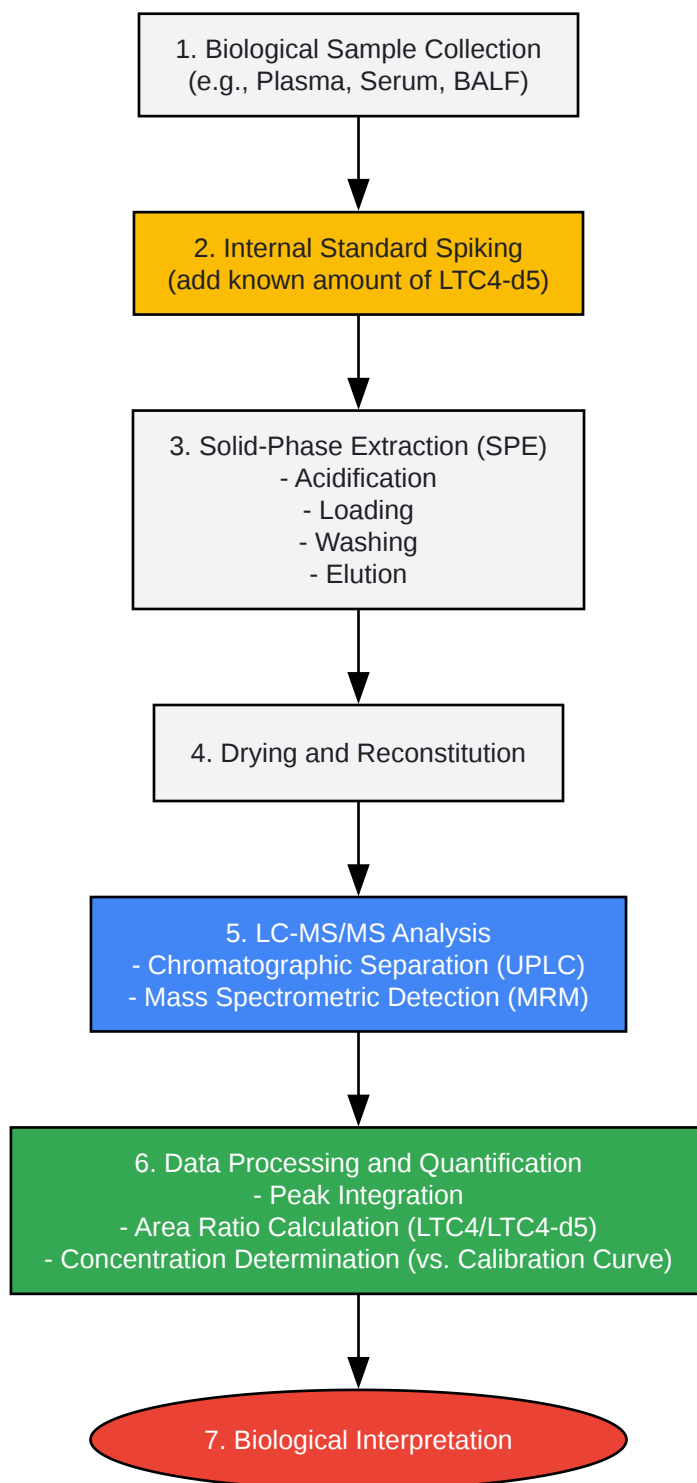 1. Biological Sample Collection
(e.g., Plasma, Serum, BALF)
2. Internal Standard Spiking
(add known amount of LTC4-d5)
3. Solid-Phase Extraction (SPE)
- Acidification
- Loading
- Washing
- Elution
4. Drying and Reconstitution
5. LC-MS/MS Analysis
- Chromatographic Separation (UPLC)
- Mass Spectrometric Detection (MRM)
6. Data Processing and Quantification
- Peak Integration
- Area Ratio Calculation (LTC4/LTC4-d5)
- Concentration Determination (vs. Calibration Curve)
7. Biological Interpretation